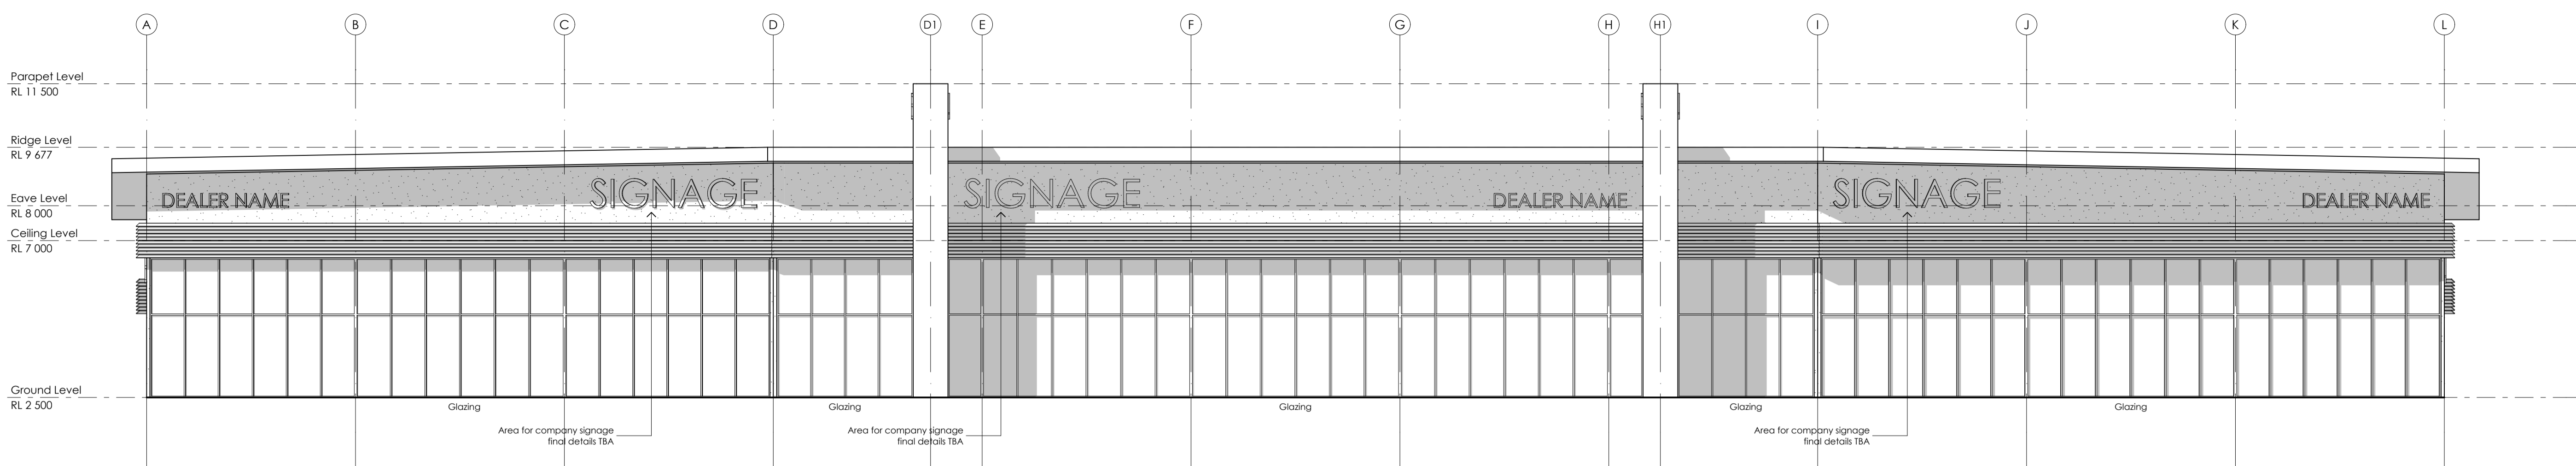 A B C D D1 E F G H H1 I J K L
Parapet Level
RL 11 500
Ridge Level
RL 9 677
Eave Level
RL 8 000
Ceiling Level
RL 7 000
DEALER NAME SIGNAGE SIGNAGE DEALER NAME SIGNAGE DEALER NAME
Ground Level
RL 2 500
Glazing Glazing Glazing Glazing Glazing
Area for company signage
final details TBA
Area for company signage
final details TBA
Area for company signage
final details TBA